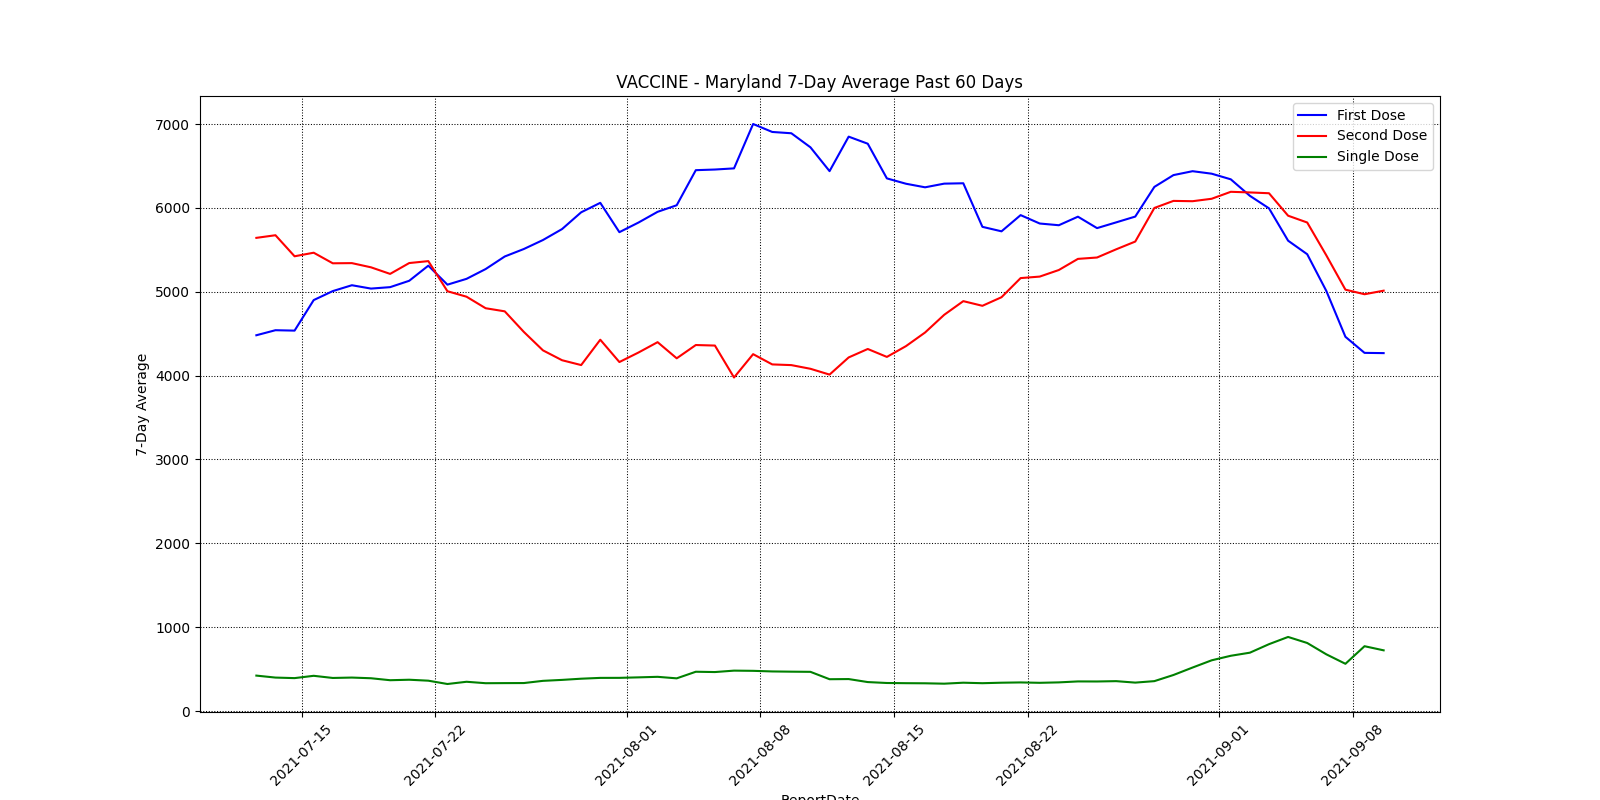 VACCINE - Maryland 7-Day Average Past 60 Days
First Dose
Second Dose
Single Dose
7-Day Average
7000
6000
5000
4000
3000
2000
1000
0
2021-07-15
2021-07-22
2021-08-01
2021-08-08
2021-08-15
2021-08-22
2021-09-01
2021-09-08
ReportDate